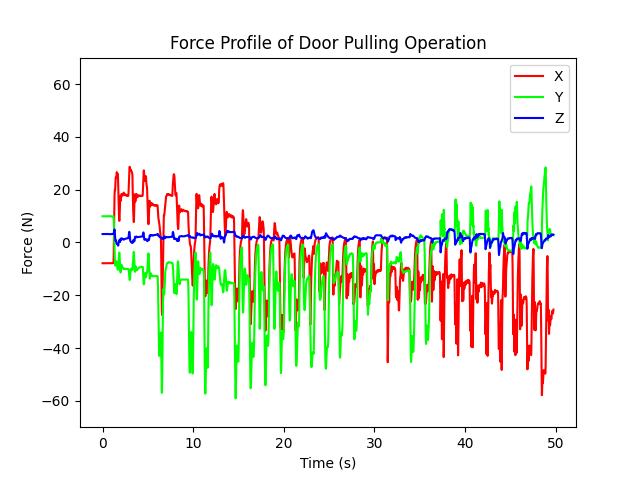 Force Profile of Door Pulling Operation
X
Y
Z
60
40
20
0
−20
−40
−60
Force (N)
0 10 20 30 40 50
Time (s)